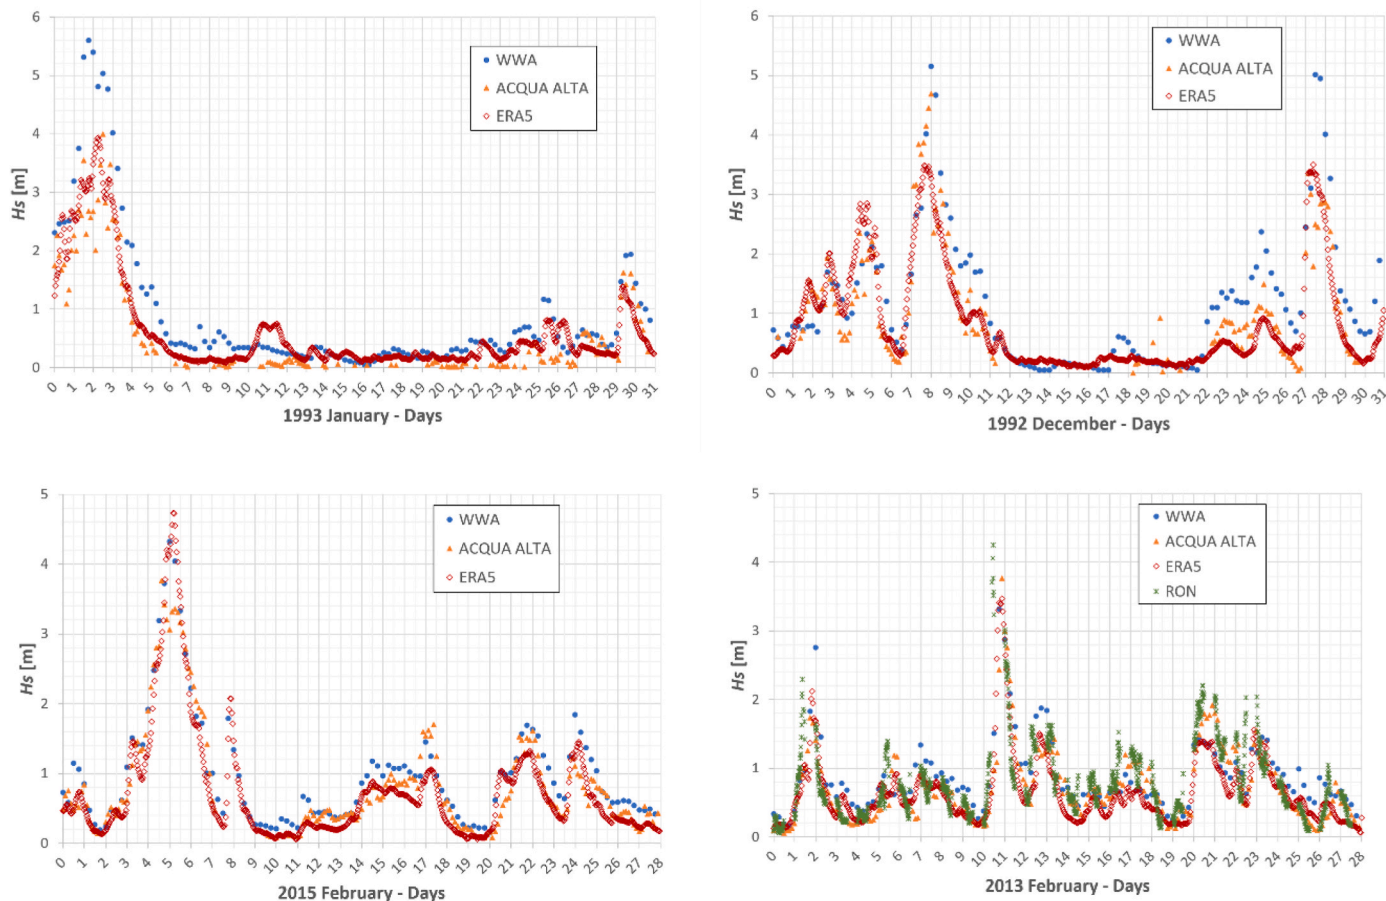 6
5
4
3
2
1
0
Hs [m]
WWA
ACQUA ALTA
ERA5
0 1 2 3 4 5 6 7 8 9 10 11 12 13 14 15 16 17 18 19 20 21 22 23 24 25 26 27 28 29 30 31
1993 January - Days
6
5
4
3
2
1
0
Hs [m]
WWA
ACQUA ALTA
ERA5
0 1 2 3 4 5 6 7 8 9 10 11 12 13 14 15 16 17 18 19 20 21 22 23 24 25 26 27 28 29 30 31
1992 December - Days
5
4
3
2
1
0
Hs [m]
WWA
ACQUA ALTA
ERA5
0 1 2 3 4 5 6 7 8 9 10 11 12 13 14 15 16 17 18 19 20 21 22 23 24 25 26 27 28
2015 February - Days
5
4
3
2
1
0
Hs [m]
WWA
ACQUA ALTA
ERA5
RON
0 1 2 3 4 5 6 7 8 9 10 11 12 13 14 15 16 17 18 19 20 21 22 23 24 25 26 27 28
2013 February - Days